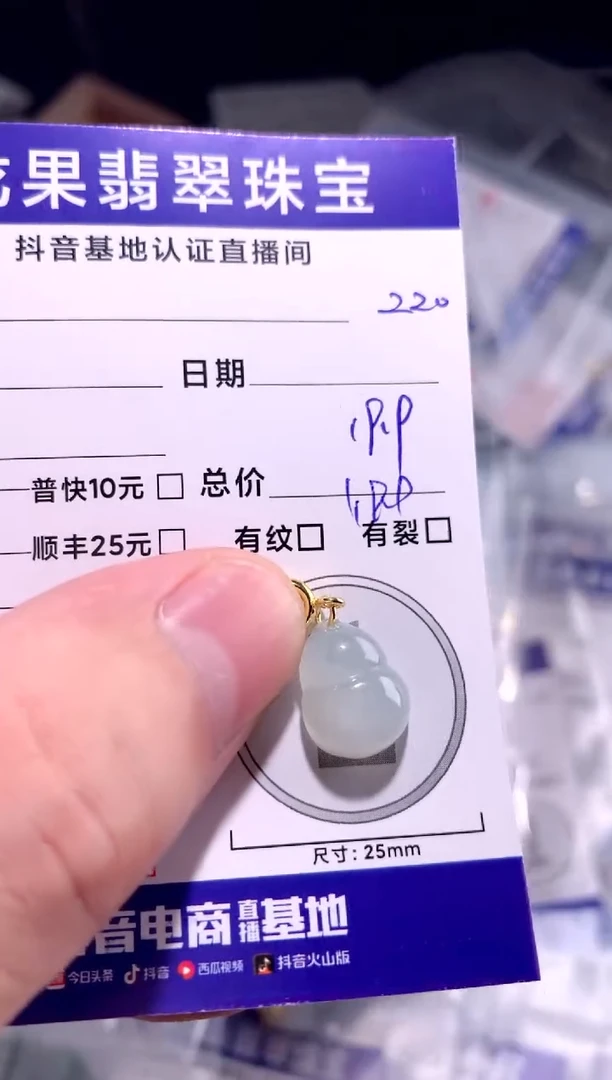 果翡翠珠宝
抖音基地认证直播间
220
日期
普快10元 □ 总价
顺丰25元 □ 有纹 □ 有裂 □
尺寸：25mm
音电商直播基地
今日头条 抖音 西瓜视频 抖音火山版